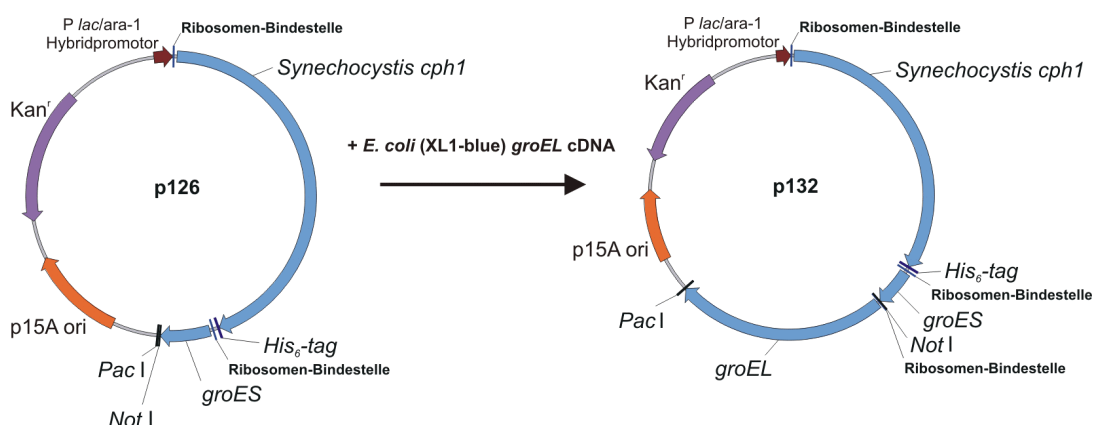 P lac/ara-1
Hybridpromotor
Ribosomen-Bindestelle
Synechocystis cph1
Kanʳ
p126
p15A ori
Pac I
Not I
groES
Ribosomen-Bindestelle
His₆-tag
+ E. coli (XL1-blue) groEL cDNA
P lac/ara-1
Hybridpromotor
Ribosomen-Bindestelle
Synechocystis cph1
Kanʳ
p132
p15A ori
His₆-tag
Ribosomen-Bindestelle
groES
Pac I
Not I
Ribosomen-Bindestelle
groEL